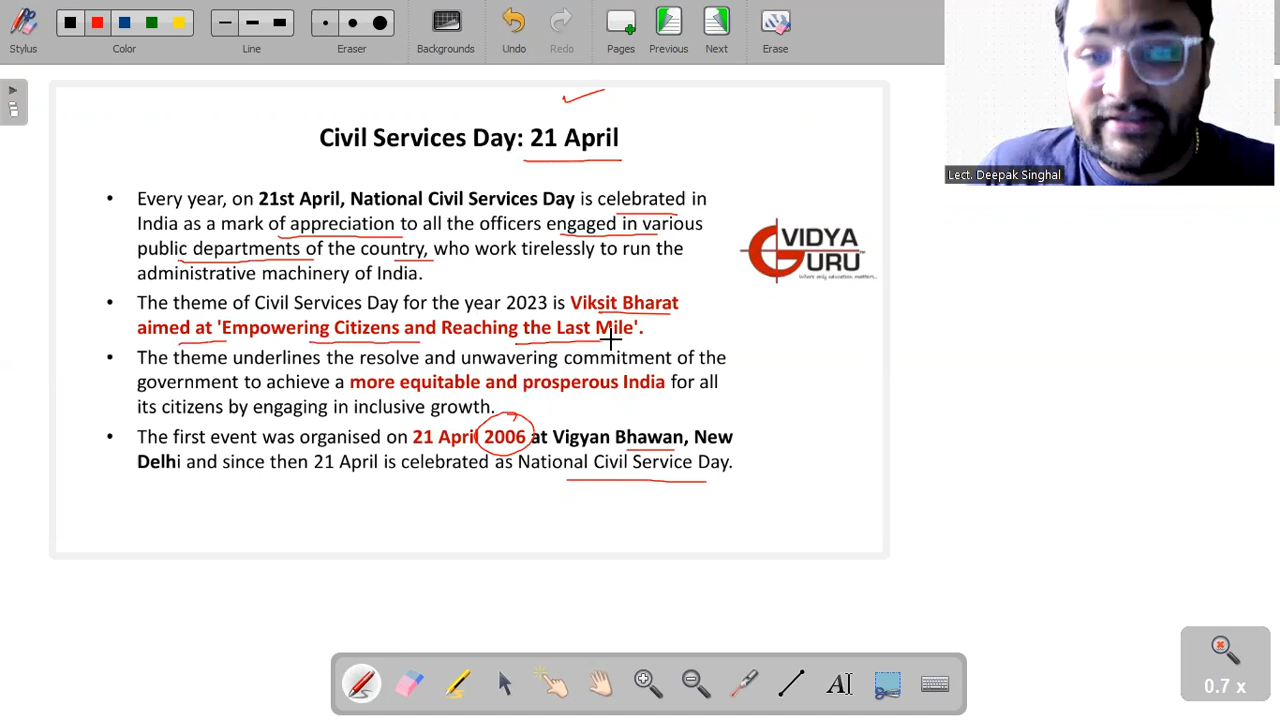 Stylus
Color
Line
Eraser
Backgrounds
Undo
Redo
Pages
Previous
Next
Erase
Lect. Deepak Singhal
Civil Services Day: 21 April
• Every year, on 21st April, National Civil Services Day is celebrated in
India as a mark of appreciation to all the officers engaged in various
public departments of the country, who work tirelessly to run the
administrative machinery of India.
• The theme of Civil Services Day for the year 2023 is Viksit Bharat
aimed at 'Empowering Citizens and Reaching the Last Mile'.
• The theme underlines the resolve and unwavering commitment of the
government to achieve a more equitable and prosperous India for all
its citizens by engaging in inclusive growth.
• The first event was organised on 21 April 2006 at Vigyan Bhawan, New
Delhi and since then 21 April is celebrated as National Civil Service Day.
VIDYA
GURU
Where only education matters...
0.7 x